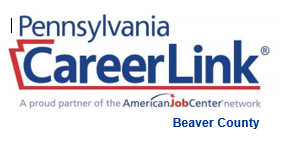 Pennsylvania
CareerLink®
A proud partner of the AmericanJobCenter® network
Beaver County